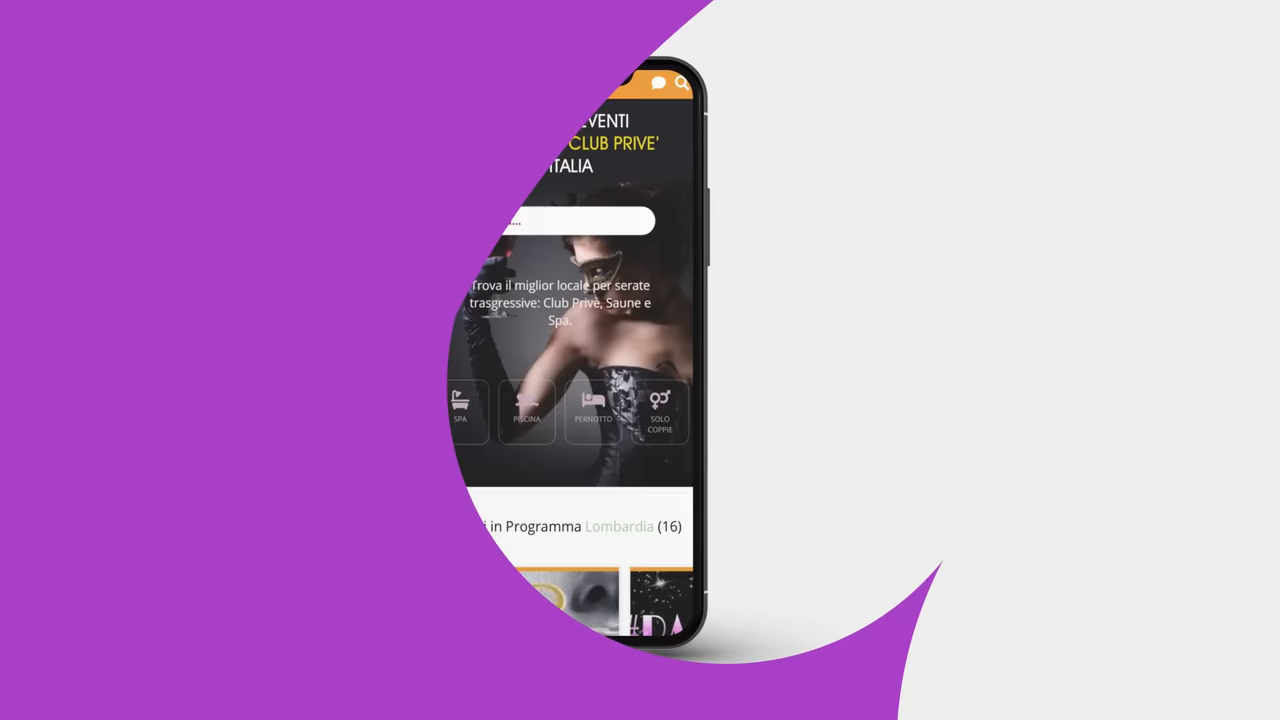 EVENTI
CLUB PRIVE'
ITALIA
...
Trova il miglior locale per serate
trasgressive: Club Privè, Saune e
Spa.
SPA
PISCINA
PERNOTTO
SOLO
COPPIE
i in Programma Lombardia (16)
#PA